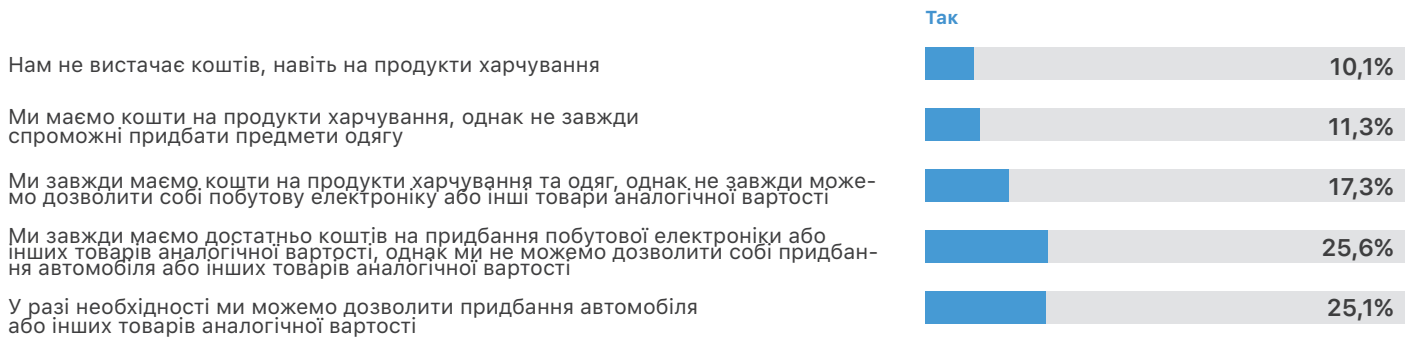 Так
Нам не вистачає коштів, навіть на продукти харчування
10,1%
Ми маємо кошти на продукти харчування, однак не завжди
спроможні придбати предмети одягу
11,3%
Ми завжди маємо кошти на продукти харчування та одяг, однак не завжди може-
мо дозволити собі побутову електроніку або інші товари аналогічної вартості
17,3%
Ми завжди маємо достатньо коштів на придбання побутової електроніки або
інших товарів аналогічної вартості, однак ми не можемо дозволити собі придбан-
ня автомобіля або інших товарів аналогічної вартості
25,6%
У разі необхідності ми можемо дозволити придбання автомобіля
або інших товарів аналогічної вартості
25,1%